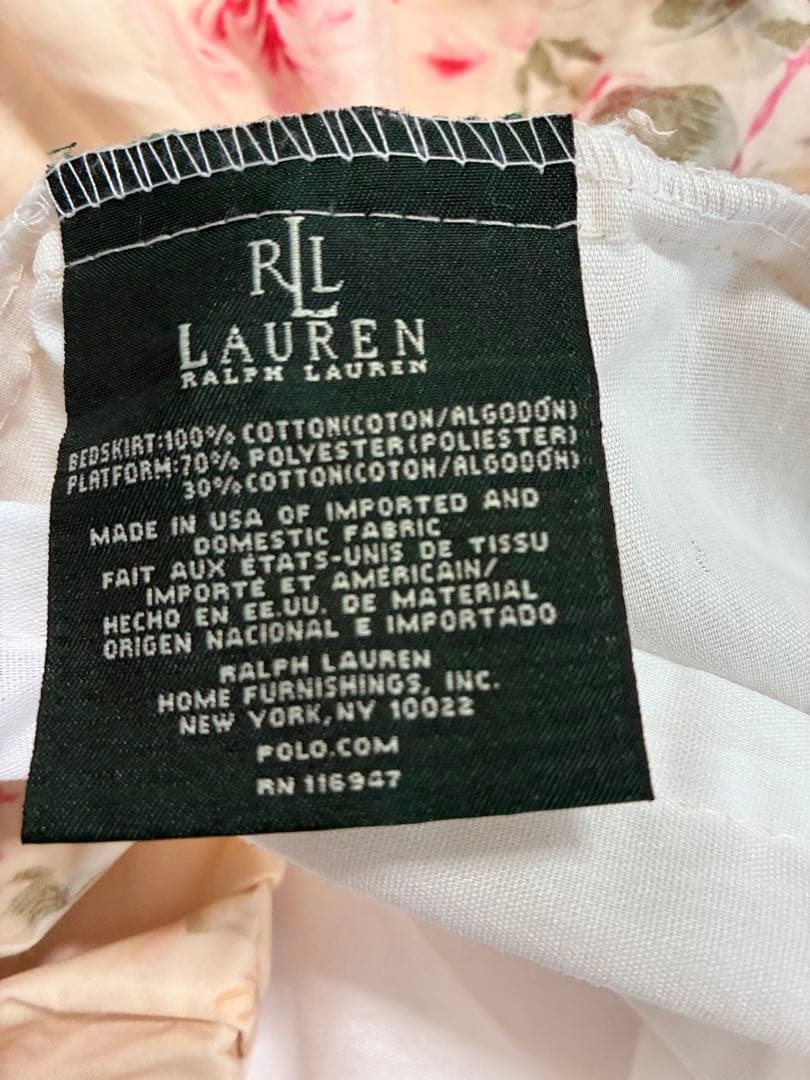 RLL
LAUREN
RALPH LAUREN
BEDSKIRT:100% COTTON(COTON/ALGODÓN)
PLATFORM:70% POLYESTER(POLIESTER)
30% COTTON(COTON/ALGODÓN)
MADE IN USA OF IMPORTED AND
DOMESTIC FABRIC
FAIT AUX ÉTATS-UNIS DE TISSU
IMPORTÉ ET AMÉRICAIN/
HECHO EN EE.UU. DE MATERIAL
ORIGEN NACIONAL E IMPORTADO
RALPH LAUREN
HOME FURNISHINGS, INC.
NEW YORK, NY 10022
POLO.COM
RN 116947